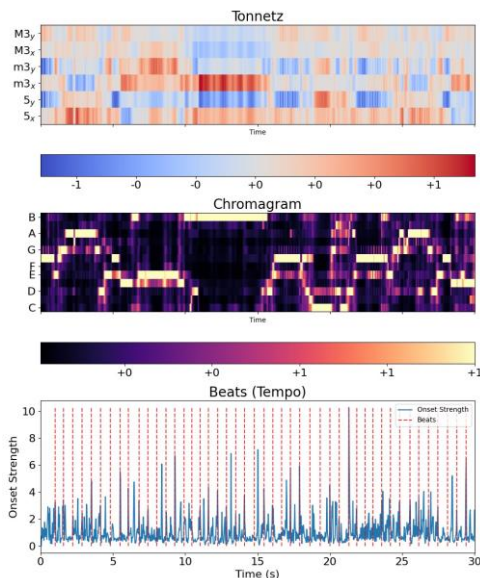 Tonnetz
M3y
M3x
m3y
m3x
5y
5x
Time
-1 -0 -0 +0 +0 +1
Chromagram
B
A
G
F
E
D
C
Time
+0 +0 +1 +1 +1
Beats (Tempo)
Onset Strength
Beats
Onset Strength
10
8
6
4
2
0
0 5 10 15 20 25 30
Time (s)